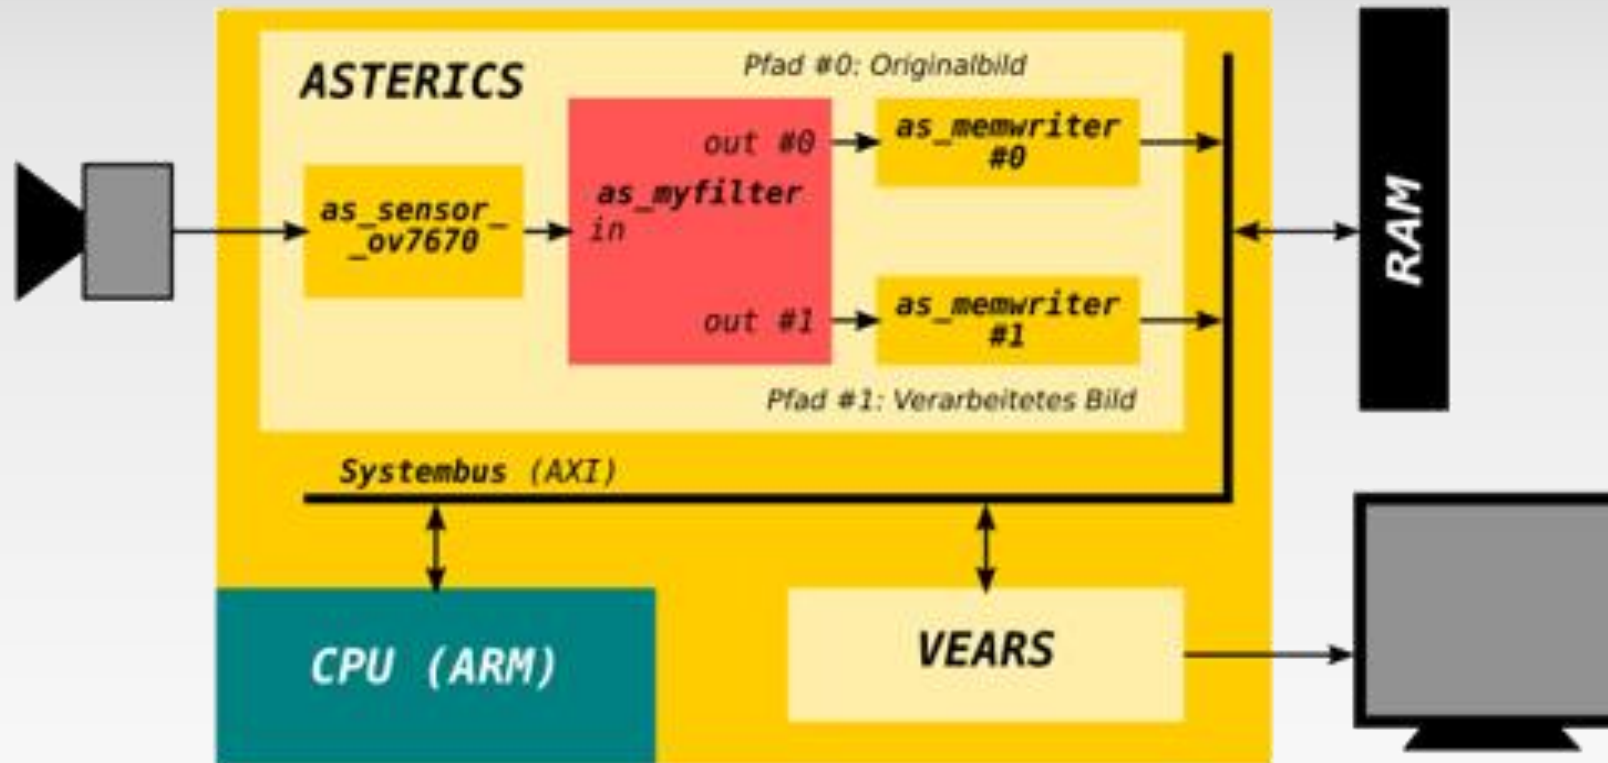 ASTERICS
Pfad #0: Originalbild
as_sensor_
_ov7670
out #0
as_myfilter
in
out #1
as_memwriter
#0
as_memwriter
#1
Pfad #1: Verarbeitetes Bild
RAM
Systembus (AXI)
CPU (ARM)
VEARS